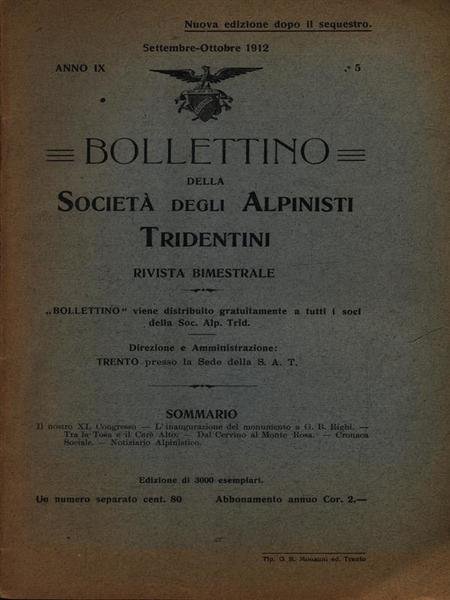 Nuova edizione dopo il sequestro.
Settembre-Ottobre 1912
ANNO IX
N.° 5
BOLLETTINO
DELLA
SOCIETÀ DEGLI ALPINISTI
TRIDENTINI
RIVISTA BIMESTRALE
„BOLLETTINO“ viene distribuito gratuitamente a tutti i soci
della Soc. Alp. Trid.
Direzione e Amministrazione:
TRENTO presso la Sede della S. A. T.
SOMMARIO
Il nostro XL Congresso — L'inaugurazione del monumento a G. B. Righi. —
Tra la Tosa e il Carè Alto. — Dal Cervino al Monte Rosa. — Cronaca
Sociale. — Notiziario Alpinistico.
Edizione di 3000 esemplari.
Un numero separato cent. 80
Abbonamento annuo Cor. 2.—
Tip. G. B. Monauni ed. Trento